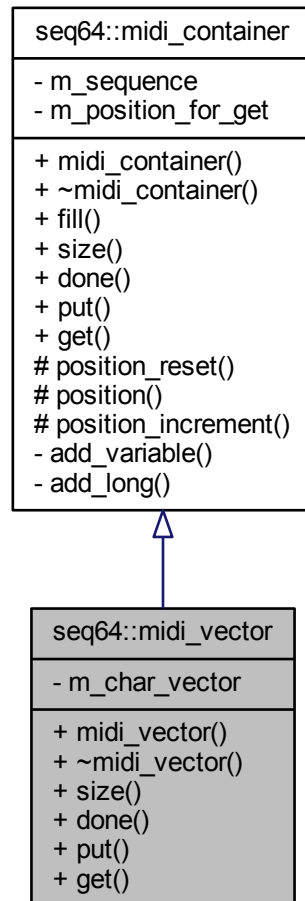 seq64::midi_container
- m_sequence
- m_position_for_get
+ midi_container()
+ ~midi_container()
+ fill()
+ size()
+ done()
+ put()
+ get()
# position_reset()
# position()
# position_increment()
- add_variable()
- add_long()
seq64::midi_vector
- m_char_vector
+ midi_vector()
+ ~midi_vector()
+ size()
+ done()
+ put()
+ get()